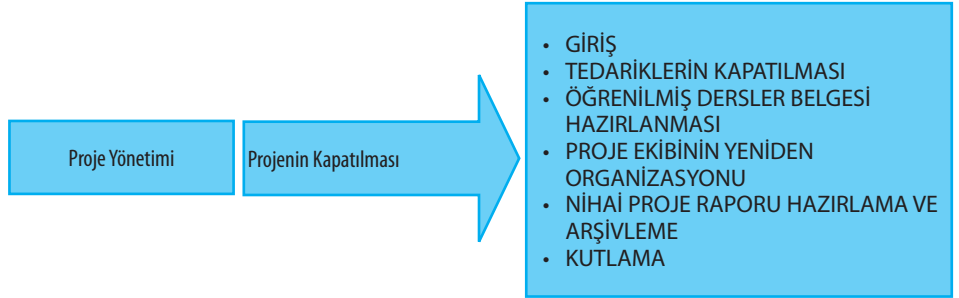 Proje Yönetimi
Projenin Kapatılması
• GİRİŞ
• TEDARİKLERİN KAPATILMASI
• ÖĞRENİLMİŞ DERSLER BELGESİ
HAZIRLANMASI
• PROJE EKİBİNİN YENİDEN
ORGANİZASYONU
• NİHAİ PROJE RAPORU HAZIRLAMA VE
ARŞİVLEME
• KUTLAMA